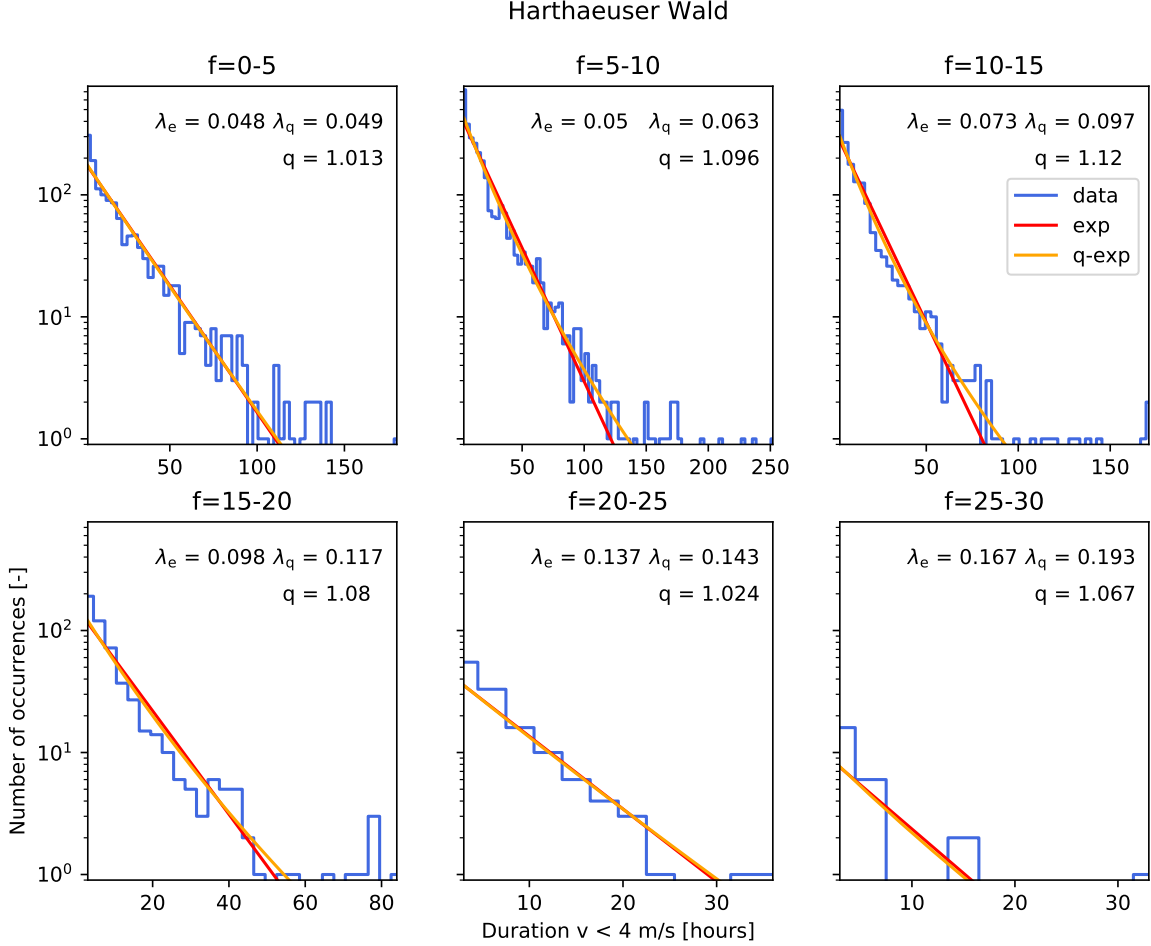 Harthaeuser Wald
f=0-5
f=5-10
f=10-15
λe = 0.048 λq = 0.049
q = 1.013
λe = 0.05 λq = 0.063
q = 1.096
λe = 0.073 λq = 0.097
q = 1.12
data
exp
q-exp
10²
10¹
10⁰
50 100 150
50 100 150 200 250
50 100 150
f=15-20
f=20-25
f=25-30
λe = 0.098 λq = 0.117
q = 1.08
λe = 0.137 λq = 0.143
q = 1.024
λe = 0.167 λq = 0.193
q = 1.067
Number of occurrences [-]
10²
10¹
10⁰
20 40 60 80
10 20 30
10 20 30
Duration v < 4 m/s [hours]